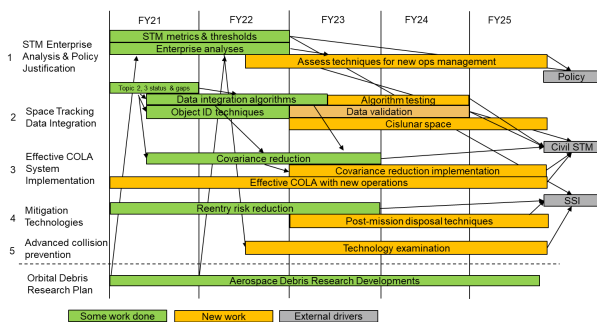 FY21 FY22 FY23 FY24 FY25
1 STM Enterprise
Analysis & Policy
Justification
STM metrics & thresholds
Enterprise analyses
Assess techniques for new ops management
Policy
Topic 2, 3 status & gaps
2 Space Tracking
Data Integration
Data integration algorithms
Algorithm testing
Object ID techniques
Data validation
Cislunar space
Civil STM
3 Effective COLA
System
Implementation
Covariance reduction
Covariance reduction implementation
Effective COLA with new operations
SSI
4 Mitigation
Technologies
Reentry risk reduction
Post-mission disposal techniques
5 Advanced collision
prevention
Technology examination
Orbital Debris
Research Plan
Aerospace Debris Research Developments
Some work done
New work
External drivers